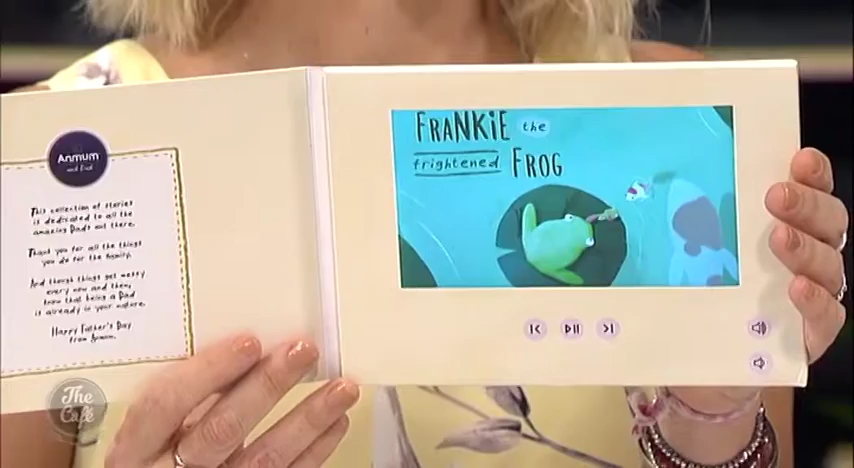 Anmum
This collection of stories
is dedicated to all the
amazing Dad's out there.
Thank you for all the things
you do for the family.
And though things get messy
every now and then,
know that being a Dad
is already in your nature.
Happy Father's Day
from
FRANKiE the
frightened FROG
The
Café